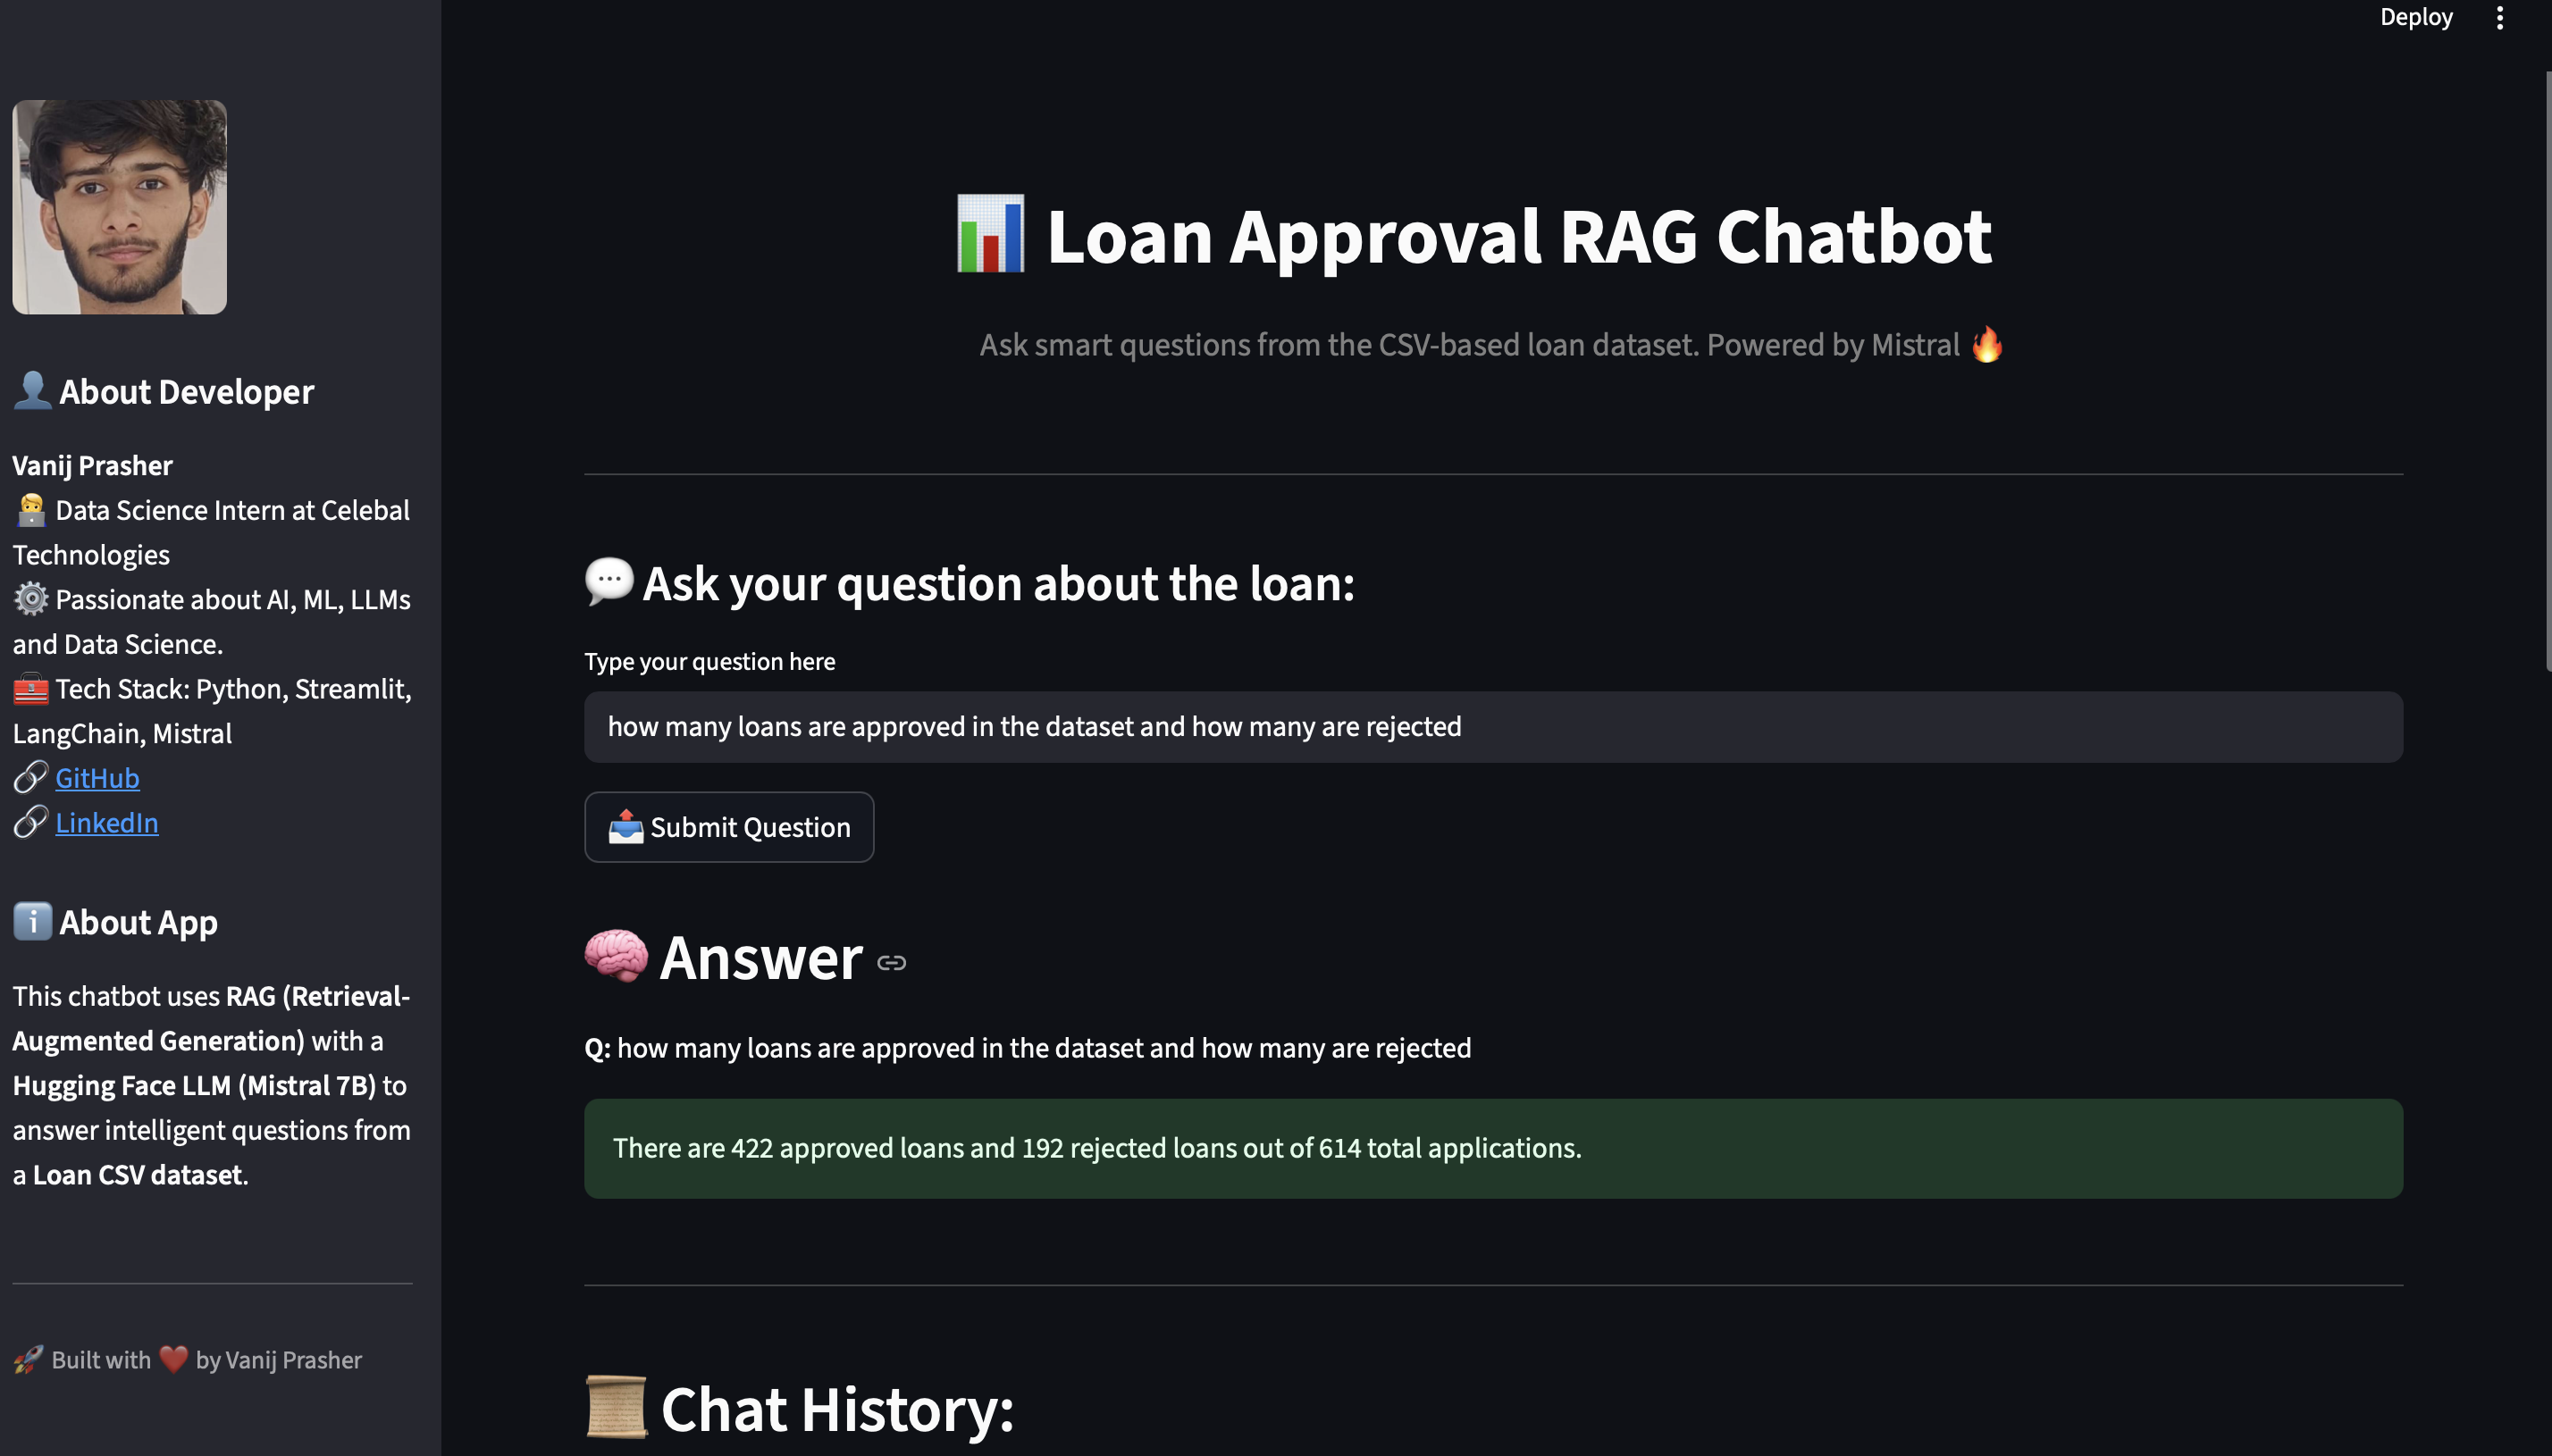 Deploy
👤 About Developer
Vanij Prasher
👨‍💻 Data Science Intern at Celebal
Technologies
⚙️ Passionate about AI, ML, LLMs
and Data Science.
🧰 Tech Stack: Python, Streamlit,
LangChain, Mistral
🔗 GitHub
🔗 LinkedIn
ℹ️ About App
This chatbot uses RAG (Retrieval-
Augmented Generation) with a
Hugging Face LLM (Mistral 7B) to
answer intelligent questions from
a Loan CSV dataset.
🚀 Built with ❤️ by Vanij Prasher
📊 Loan Approval RAG Chatbot
Ask smart questions from the CSV-based loan dataset. Powered by Mistral 🔥
💬 Ask your question about the loan:
Type your question here
how many loans are approved in the dataset and how many are rejected
📤 Submit Question
🧠 Answer
Q: how many loans are approved in the dataset and how many are rejected
There are 422 approved loans and 192 rejected loans out of 614 total applications.
📜 Chat History: